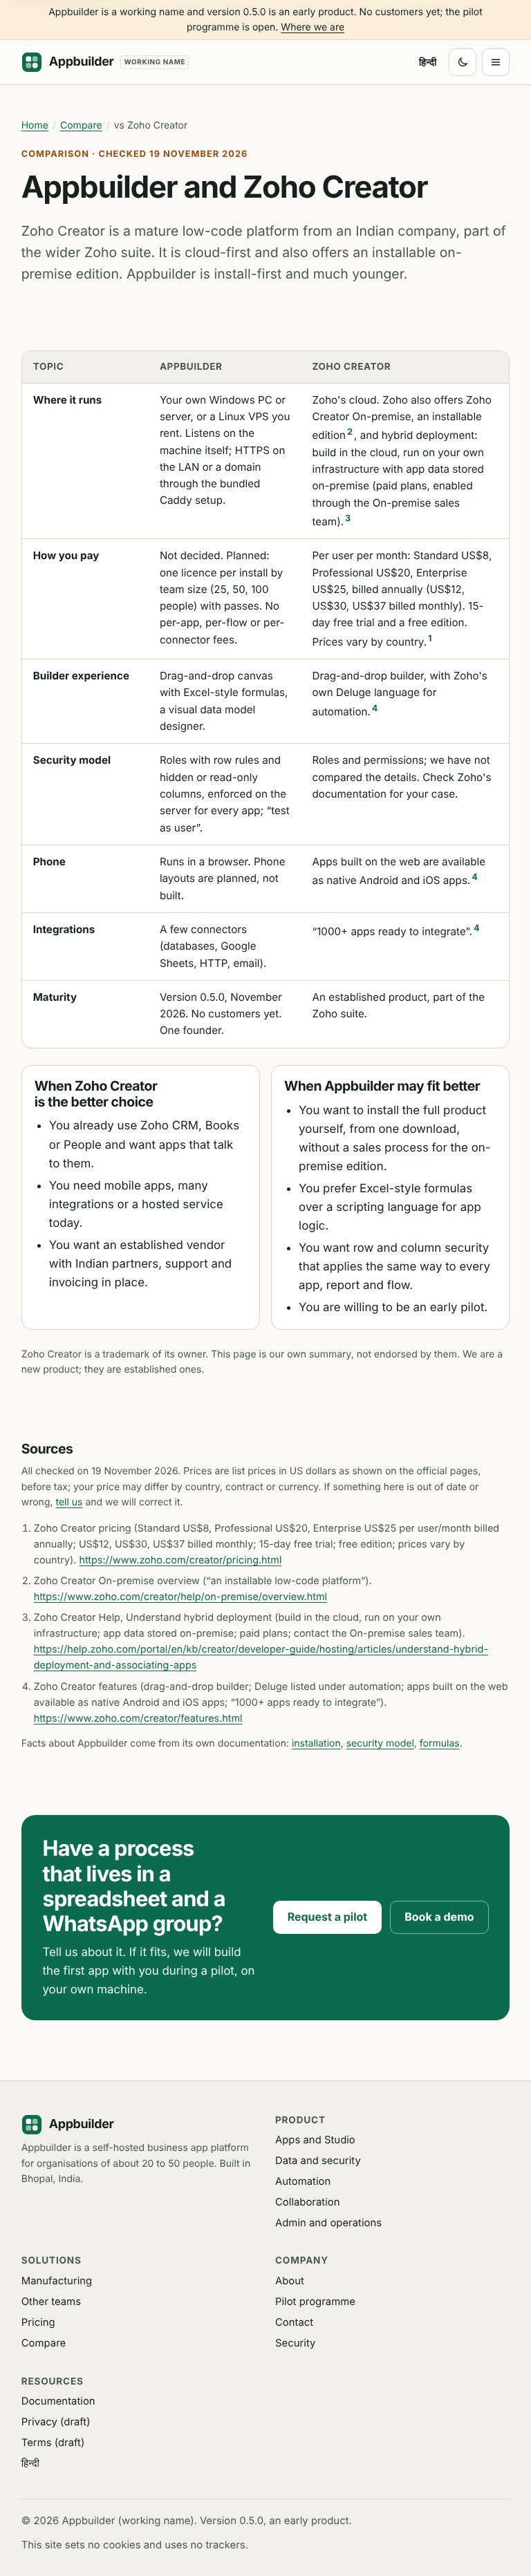 Appbuilder is a working name and version 0.5.0 is an early product. No customers yet; the pilot
programme is open. Where we are
Appbuilder WORKING NAME हिन्दी
Home / Compare / vs Zoho Creator
COMPARISON · CHECKED 19 NOVEMBER 2026
Appbuilder and Zoho Creator
Zoho Creator is a mature low-code platform from an Indian company, part of
the wider Zoho suite. It is cloud-first and also offers an installable on-
premise edition. Appbuilder is install-first and much younger.
TOPIC APPBUILDER ZOHO CREATOR
Where it runs
Your own Windows PC or
server, or a Linux VPS you
rent. Listens on the
machine itself; HTTPS on
the LAN or a domain
through the bundled
Caddy setup.
Zoho's cloud. Zoho also offers Zoho
Creator On-premise, an installable
edition 2, and hybrid deployment:
build in the cloud, run on your own
infrastructure with app data stored
on-premise (paid plans, enabled
through the On-premise sales
team). 3
How you pay
Not decided. Planned:
one licence per install by
team size (25, 50, 100
people) with passes. No
per-app, per-flow or per-
connector fees.
Per user per month: Standard US$8,
Professional US$20, Enterprise
US$25, billed annually (US$12,
US$30, US$37 billed monthly). 15-
day free trial and a free edition.
Prices vary by country. 1
Builder experience
Drag-and-drop canvas
with Excel-style formulas,
a visual data model
designer.
Drag-and-drop builder, with Zoho's
own Deluge language for
automation. 4
Security model
Roles with row rules and
hidden or read-only
columns, enforced on the
server for every app; “test
as user”.
Roles and permissions; we have not
compared the details. Check Zoho's
documentation for your case.
Phone
Runs in a browser. Phone
layouts are planned, not
built.
Apps built on the web are available
as native Android and iOS apps. 4
Integrations
A few connectors
(databases, Google
Sheets, HTTP, email).
“1000+ apps ready to integrate”. 4
Maturity
Version 0.5.0, November
2026. No customers yet.
One founder.
An established product, part of the
Zoho suite.
When Zoho Creator
is the better choice
• You already use Zoho CRM, Books
or People and want apps that talk
to them.
• You need mobile apps, many
integrations or a hosted service
today.
• You want an established vendor
with Indian partners, support and
invoicing in place.
When Appbuilder may fit better
• You want to install the full product
yourself, from one download,
without a sales process for the on-
premise edition.
• You prefer Excel-style formulas
over a scripting language for app
logic.
• You want row and column security
that applies the same way to every
app, report and flow.
• You are willing to be an early pilot.
Zoho Creator is a trademark of its owner. This page is our own summary, not endorsed by them. We are a
new product; they are established ones.
Sources
All checked on 19 November 2026. Prices are list prices in US dollars as shown on the official pages,
before tax; your price may differ by country, contract or currency. If something here is out of date or
wrong, tell us and we will correct it.
1. Zoho Creator pricing (Standard US$8, Professional US$20, Enterprise US$25 per user/month billed
annually; US$12, US$30, US$37 billed monthly; 15-day free trial; free edition; prices vary by
country). https://www.zoho.com/creator/pricing.html
2. Zoho Creator On-premise overview (“an installable low-code platform”).
https://www.zoho.com/creator/help/on-premise/overview.html
3. Zoho Creator Help, Understand hybrid deployment (build in the cloud, run on your own
infrastructure; app data stored on-premise; paid plans; contact the On-premise sales team).
https://help.zoho.com/portal/en/kb/creator/developer-guide/hosting/articles/understand-hybrid-
deployment-and-associating-apps
4. Zoho Creator features (drag-and-drop builder; Deluge listed under automation; apps built on the web
available as native Android and iOS apps; “1000+ apps ready to integrate”).
https://www.zoho.com/creator/features.html
Facts about Appbuilder come from its own documentation: installation, security model, formulas.
Have a process
that lives in a
spreadsheet and a
WhatsApp group?
Tell us about it. If it fits, we will build
the first app with you during a pilot, on
your own machine.
Request a pilot Book a demo
Appbuilder
Appbuilder is a self-hosted business app platform
for organisations of about 20 to 50 people. Built in
Bhopal, India.
PRODUCT
Apps and Studio
Data and security
Automation
Collaboration
Admin and operations
SOLUTIONS
Manufacturing
Other teams
Pricing
Compare
COMPANY
About
Pilot programme
Contact
Security
RESOURCES
Documentation
Privacy (draft)
Terms (draft)
हिन्दी
© 2026 Appbuilder (working name). Version 0.5.0, an early product.
This site sets no cookies and uses no trackers.